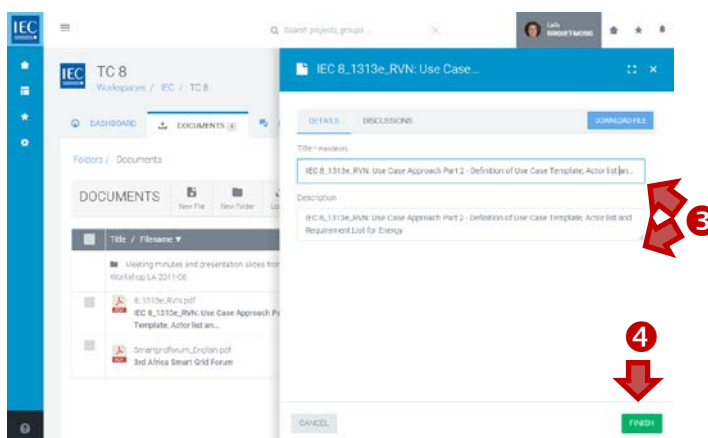 IEC
Search projects, groups...
Laila
IEC
TC 8
Workspaces / IEC / TC 8
DASHBOARD
DOCUMENTS 4
Folders / Documents
DOCUMENTS
New File
New Folder
Title / Filename ▼
Meeting minutes and presentation slides from
Workshop LA 2011-06
8_1313e_RVN.pdf
IEC 8_1313e_RVN: Use Case Approach Pa
Template, Actor list an...
Smartgridforum_English.pdf
3rd Africa Smart Grid Forum
IEC 8_1313e_RVN: Use Case...
DETAILS
DISCUSSIONS
DOWNLOAD FILE
Title * mandatory
IEC 8_1313e_RVN: Use Case Approach Part 2 - Definition of Use Case Template, Actor list an...
Description
IEC 8_1313e_RVN: Use Case Approach Part 2 - Definition of Use Case Template, Actor list and
Requirement List for Energy
3
4
CANCEL
FINISH